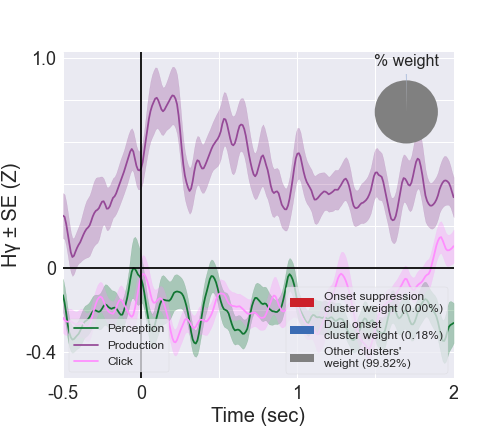 % weight
1.0
0
-0.4
Hγ ± SE (Z)
Perception
Production
Click
Onset suppression
cluster weight (0.00%)
Dual onset
cluster weight (0.18%)
Other clusters'
weight (99.82%)
-0.5
0
1
2
Time (sec)